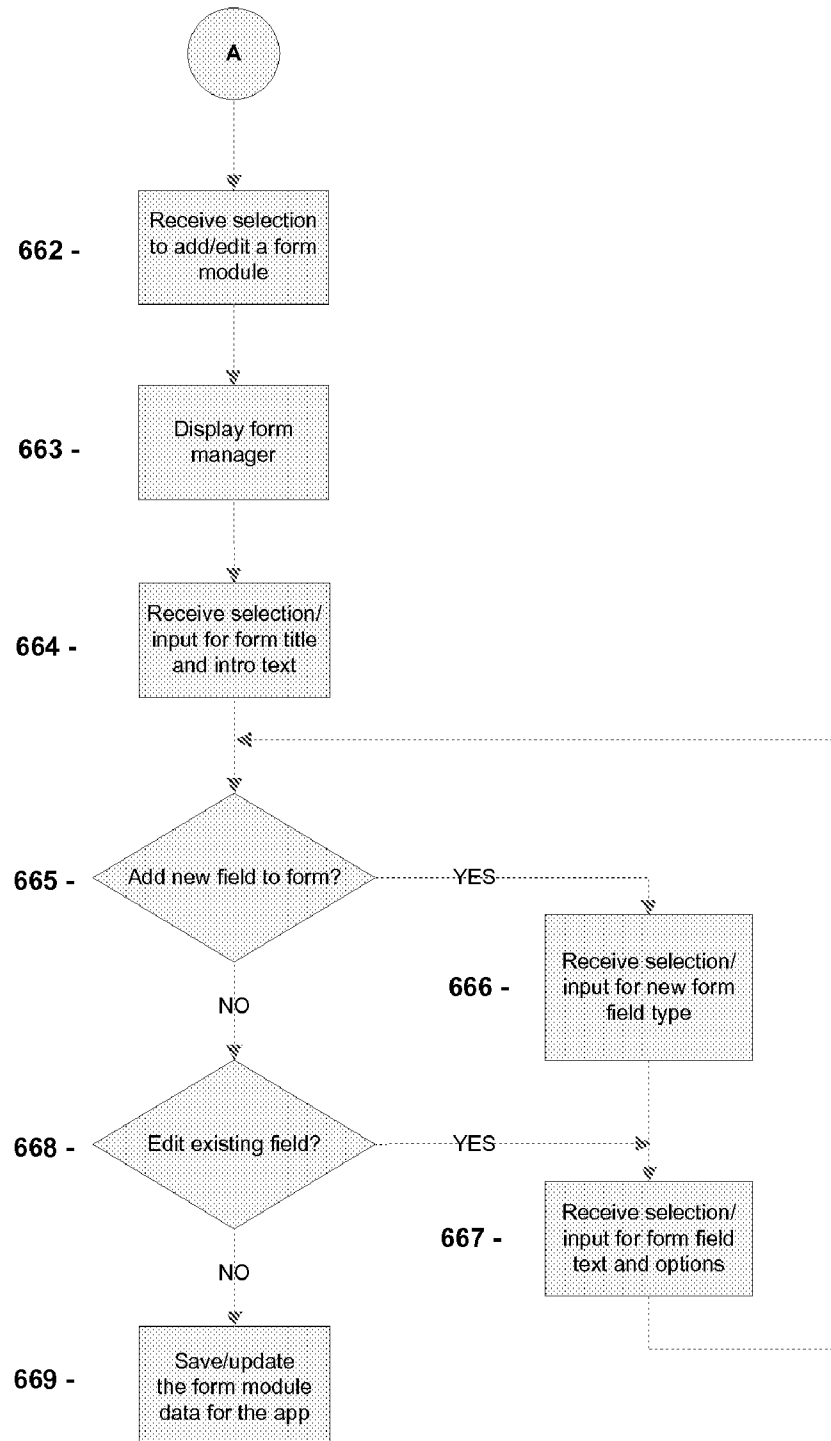 A
662 -
Receive selection
to add/edit a form
module
663 -
Display form
manager
664 -
Receive selection/
input for form title
and intro text
665 -
Add new field to form?
YES
666 -
Receive selection/
input for new form
field type
NO
668 -
Edit existing field?
YES
667 -
Receive selection/
input for form field
text and options
NO
669 -
Save/update
the form module
data for the app